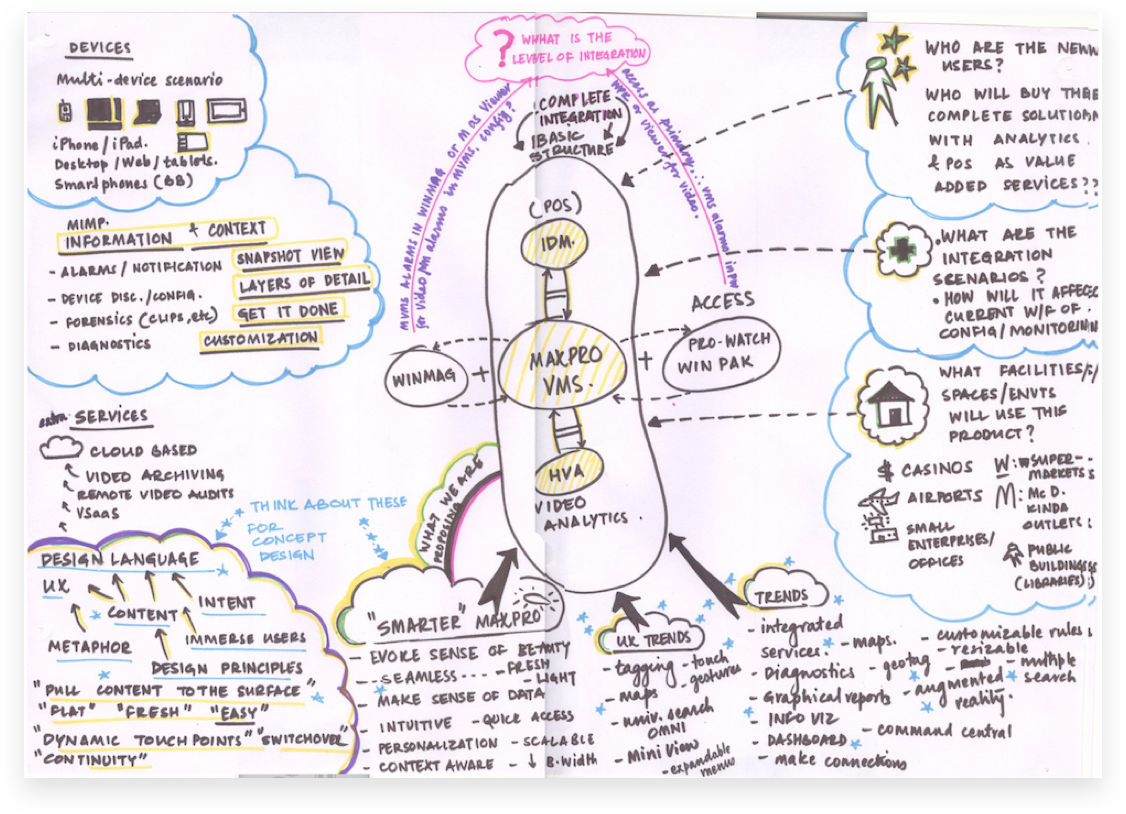 DEVICES
Multi-device scenario
iPhone/iPad.
Desktop/Web/tablets.
Smartphones (BB)
MIMP.
INFORMATION + CONTEXT
- ALARMS/NOTIFICATION
- DEVICE DISC./CONFIG.
- FORENSICS (CLIPS,etc)
- DIAGNOSTICS
SNAPSHOT VIEW
LAYERS OF DETAIL
GET IT DONE
CUSTOMIZATION
extra SERVICES
CLOUD BASED
VIDEO ARCHIVING
REMOTE VIDEO AUDITS
VSaaS
THINK ABOUT THESE
FOR
CONCEPT
DESIGN
DESIGN LANGUAGE
UX
CONTENT
INTENT
METAPHOR
IMMERSE USERS
DESIGN PRINCIPLES
"PULL CONTENT TO THE SURFACE"
"FLAT" "FRESH" "EASY"
"DYNAMIC TOUCH POINTS" "SWITCHOVER"
"CONTINUITY"
? WHHAT IS THE
LEVEL OF INTEGRATION
MVMS ALARMS IN WINMAG OR M AS Viewer
for video
alarms in MVMS. config?
access as primary...: vms alarms in PW
or viewer for video.
COMPLETE
INTEGRATION
BASIC
STRUCTURE
(POS)
IDM.
MAXPRO
VMS.
WINMAG
+
+
ACCESS
PRO-WATCH
WIN PAK
HVA
VIDEO
ANALYTICS.
WHAT WE ARE
PROPOSING
"SMARTER" MAXPRO
- EVOKE SENSE OF BEAUTY
- SEAMLESS --- - FRESH
- LIGHT
- MAKE SENSE OF DATA
INTUITIVE - QUICK ACCESS
- PERSONALIZATION - SCALABLE
- CONTEXT AWARE - ↓ B.Width
UX TRENDS
- tagging - touch
gestures
- maps
- univ. search
OMNI
- Mini View
- expandable
menus
TRENDS
- integrated
services. - maps.
- Diagnostics - geotag
- Graphical reports
- INFO VIZ
- DASHBOARD
- make connections
- customizable rules
- resizable
- multiple
search
- augmented
reality.
- command central
WHO ARE THE NEW
USERS?
WHO WILL BUY THE
COMPLETE SOLUTION
WITH ANALYTICS
& POS AS VALUE
ADDED SERVICES??
• WHAT ARE THE
INTEGRATION
SCENARIOS?
• HOW WILL IT AFFEC
CURRENT W/F OF
CONFIG/MONITORIN
WHAT FACILITIES/
SPACES/ENVTS
WILL USE THIS
PRODUCT?
$ CASINOS
AIRPORTS
SMALL
ENTERPRISES/
OFFICES
W: SUPER-
MARKETS
M: Mc D.
KINDA
OUTLETS
PUBLIC
BUILDINGS
(LIBRARIES)